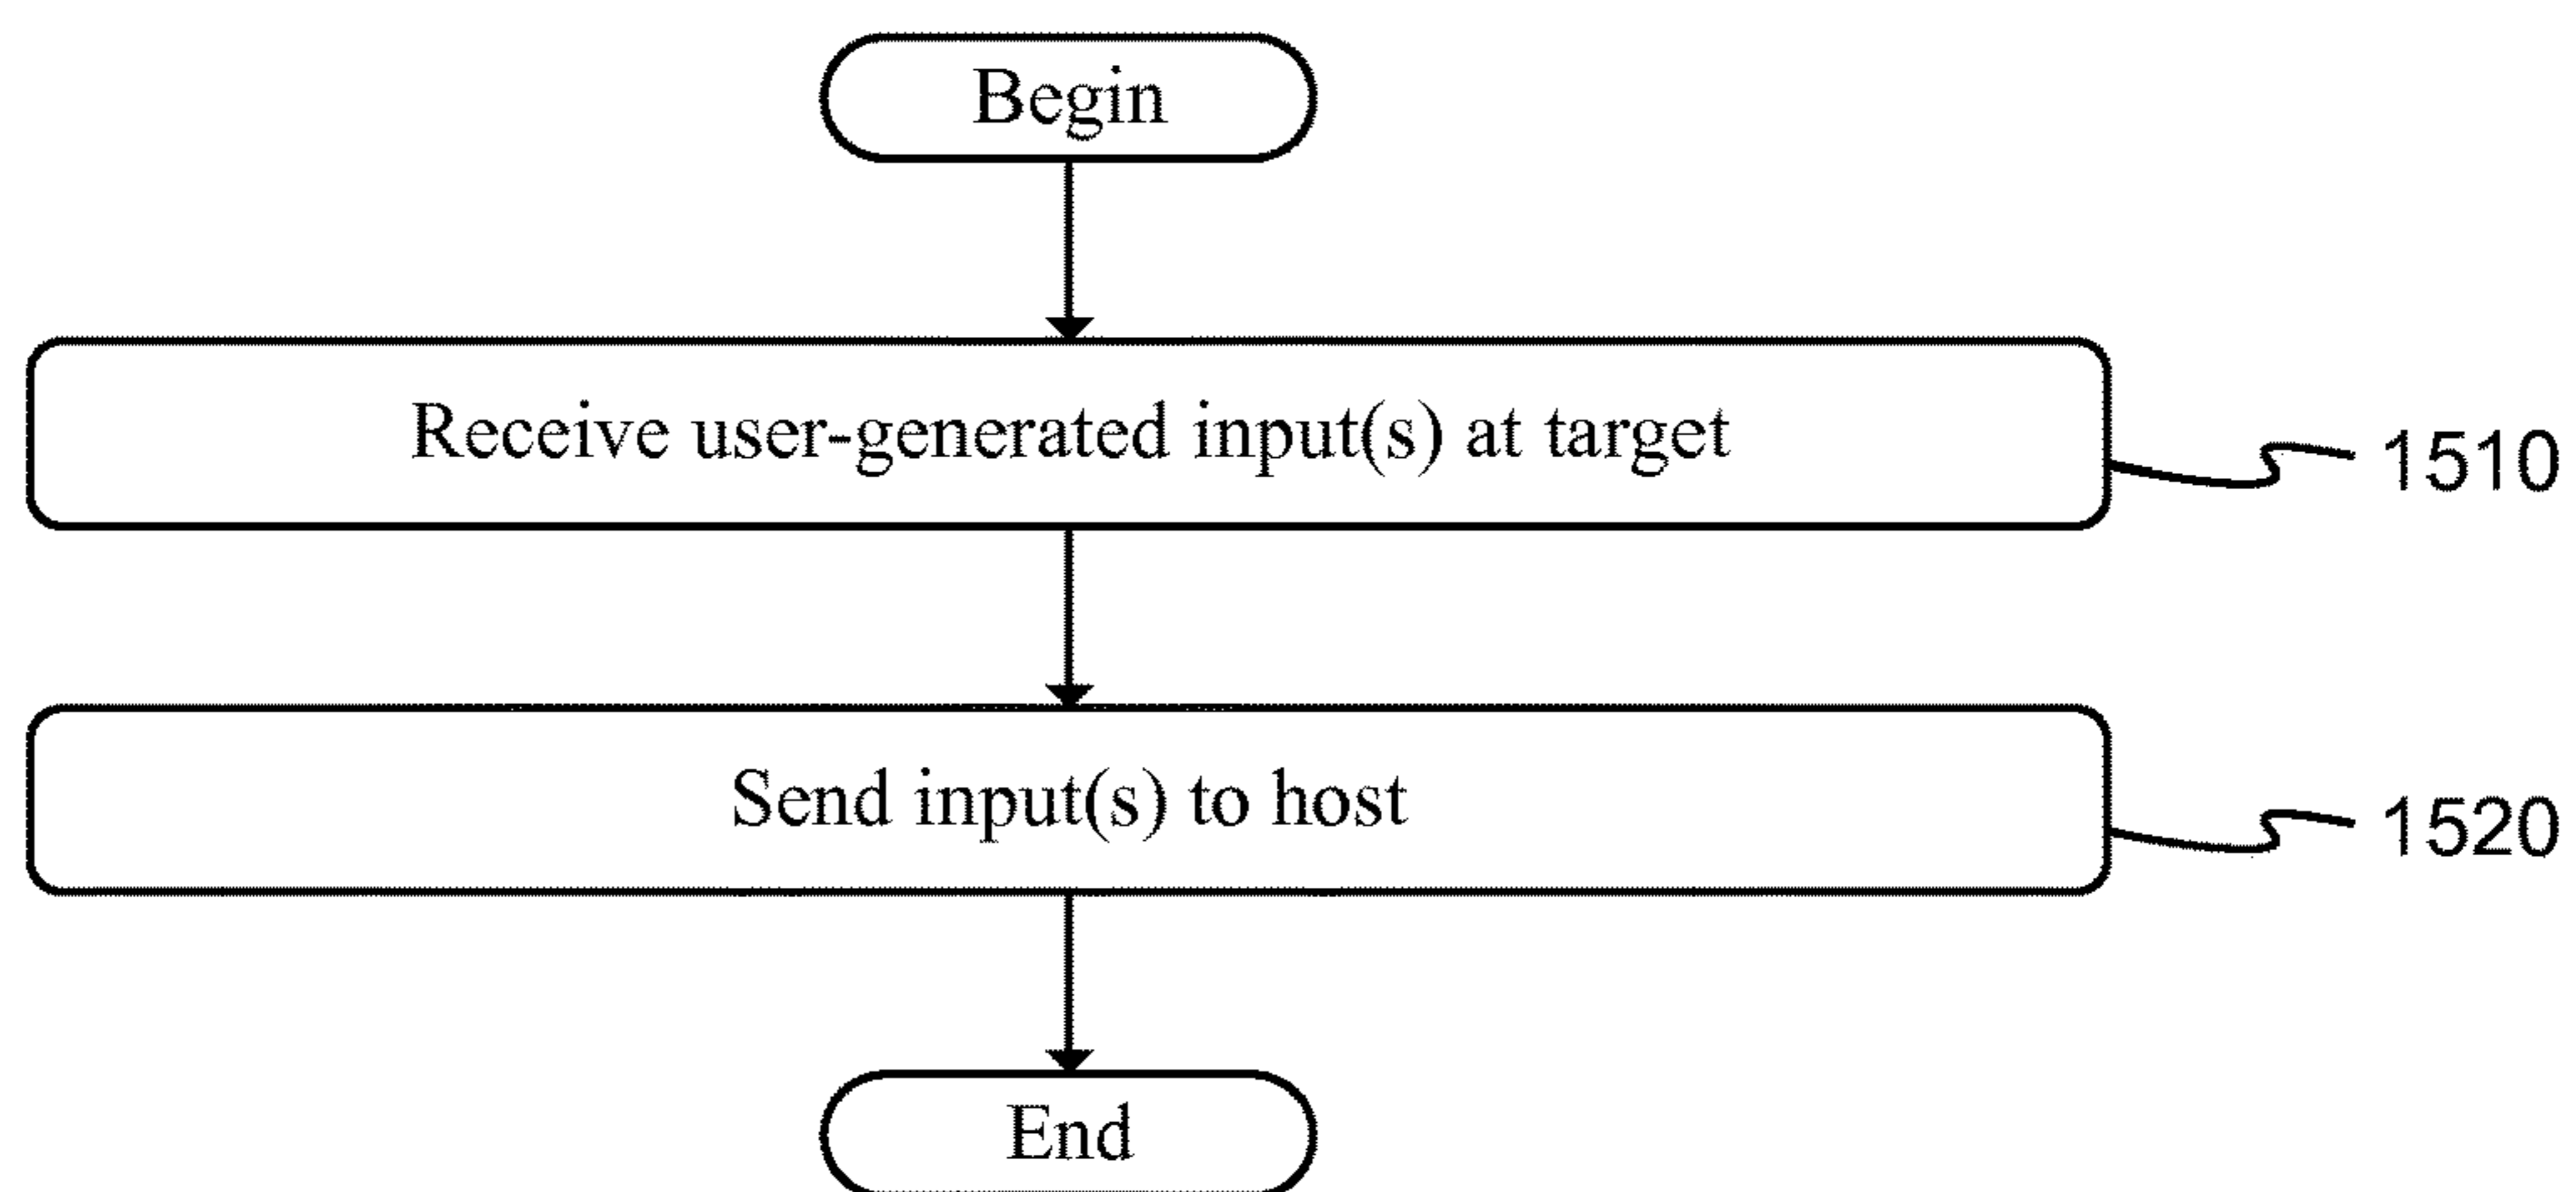 Begin
Receive user-generated input(s) at target
1510
Send input(s) to host
1520
End